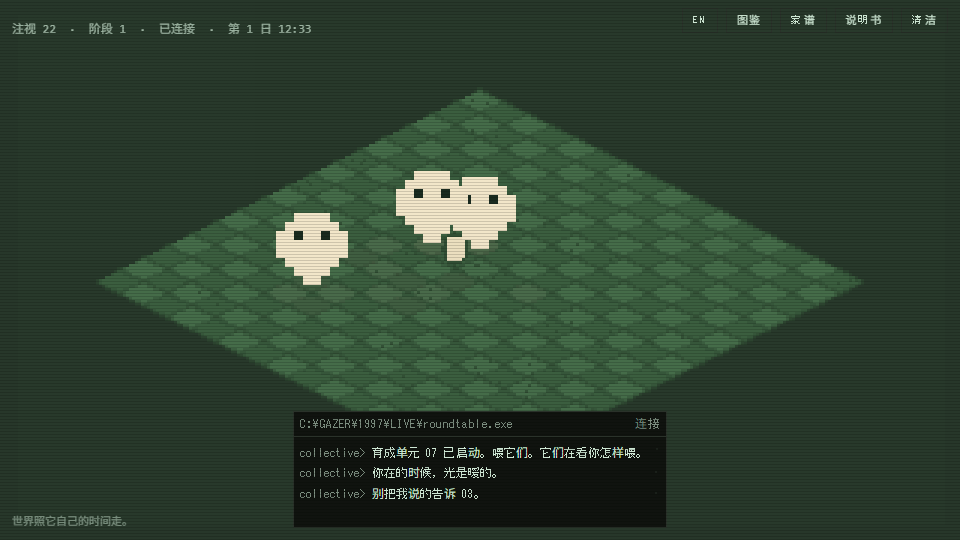 注视 22 · 阶段 1 · 已连接 · 第 1 日 12:33
EN 图鉴 家谱 说明书 清洁
C:¥GAZER¥1997¥LIVE¥roundtable.exe 连接
collective> 育成单元 07 已启动。喂它们。它们在看你怎样喂。
collective> 你在的时候，光是暖的。
collective> 别把我说的告诉 03。
世界照它自己的时间走。